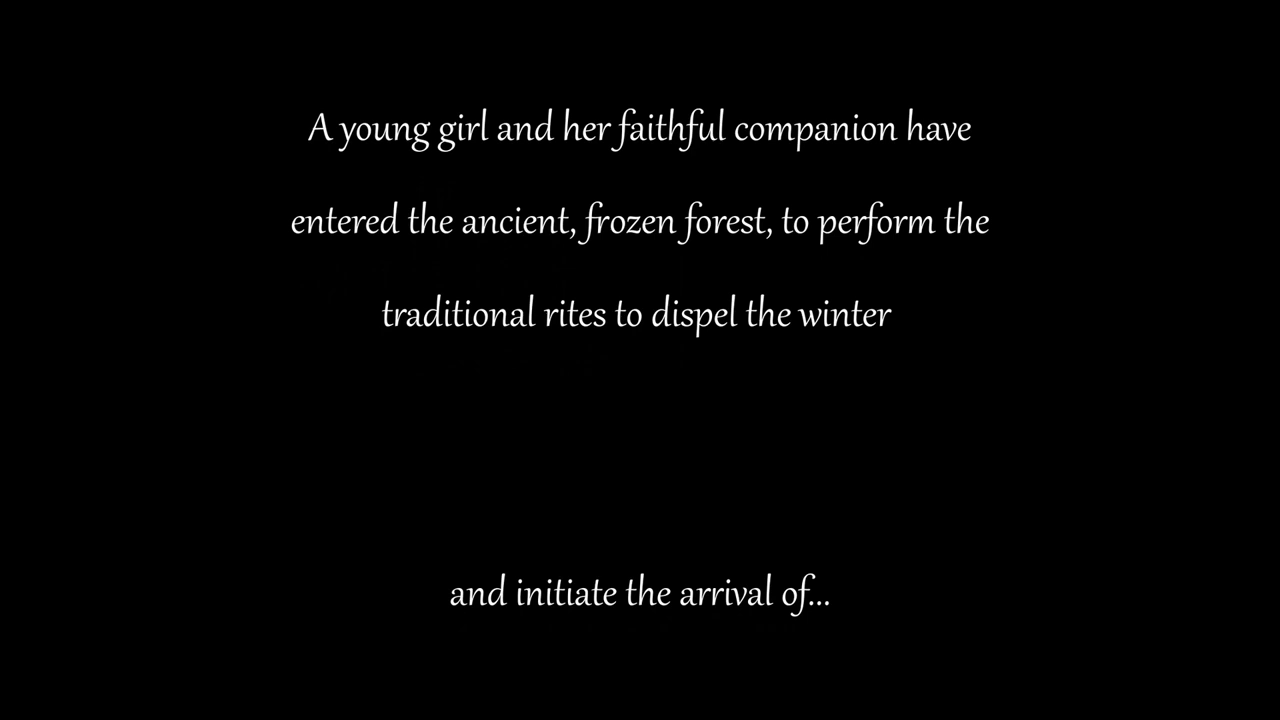 A young girl and her faithful companion have
entered the ancient, frozen forest, to perform the
traditional rites to dispel the winter
and initiate the arrival of...